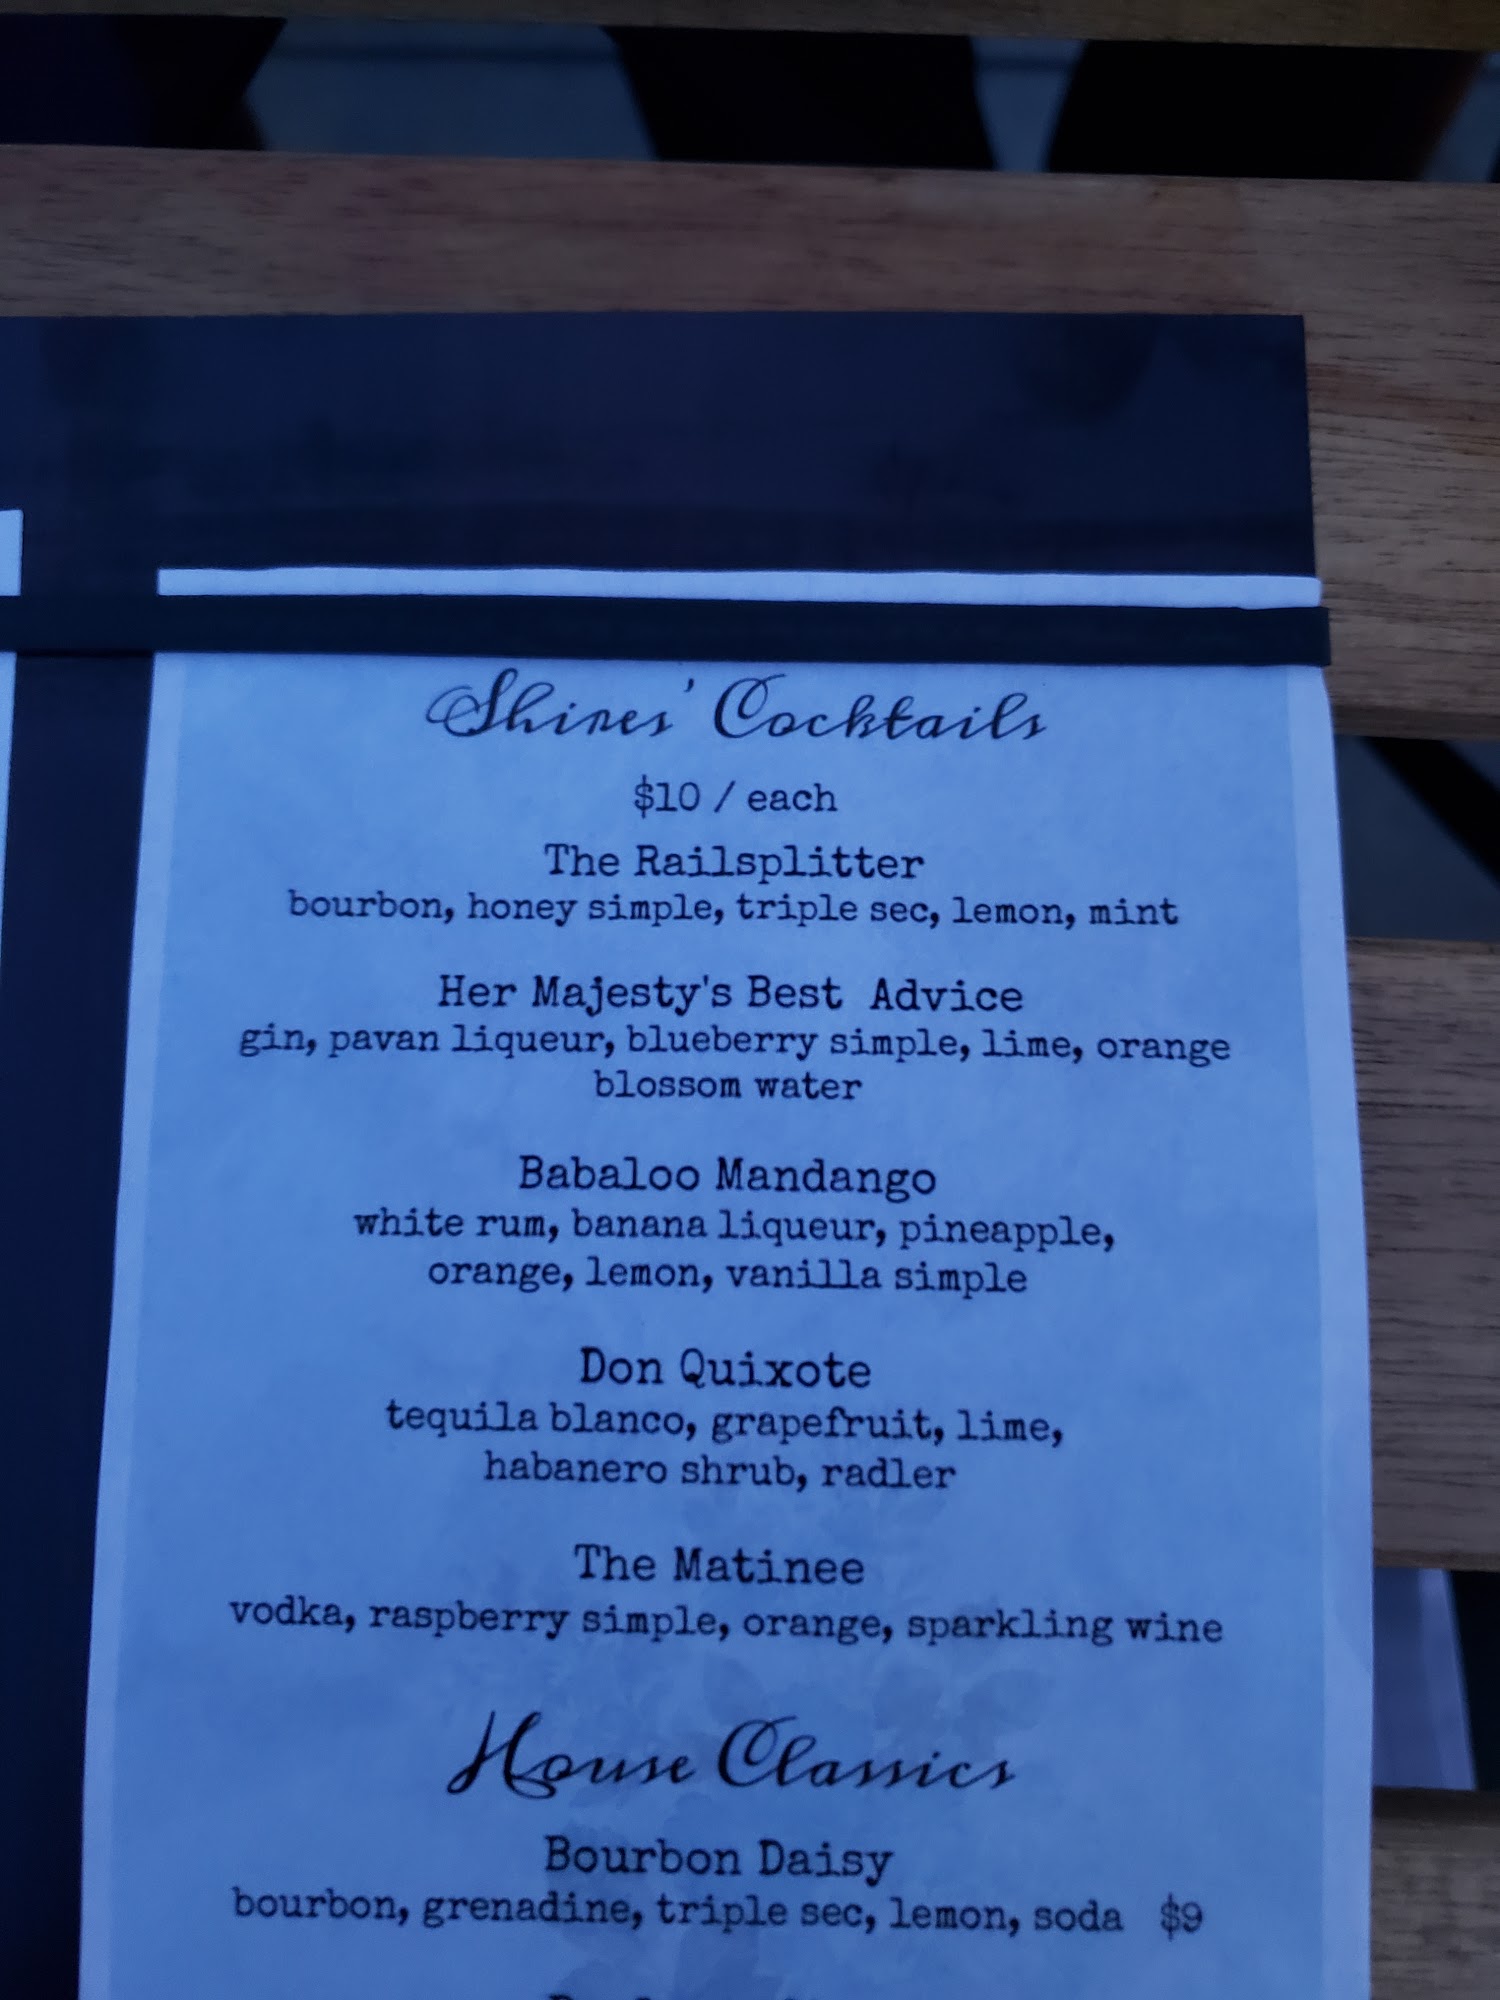 Shires' Cocktails
$10 / each
The Railsplitter
bourbon, honey simple, triple sec, lemon, mint
Her Majesty's Best Advice
gin, pavan liqueur, blueberry simple, lime, orange
blossom water
Babaloo Mandango
white rum, banana liqueur, pineapple,
orange, lemon, vanilla simple
Don Quixote
tequila blanco, grapefruit, lime,
habanero shrub, radler
The Matinee
vodka, raspberry simple, orange, sparkling wine
House Classics
Bourbon Daisy
bourbon, grenadine, triple sec, lemon, soda $9